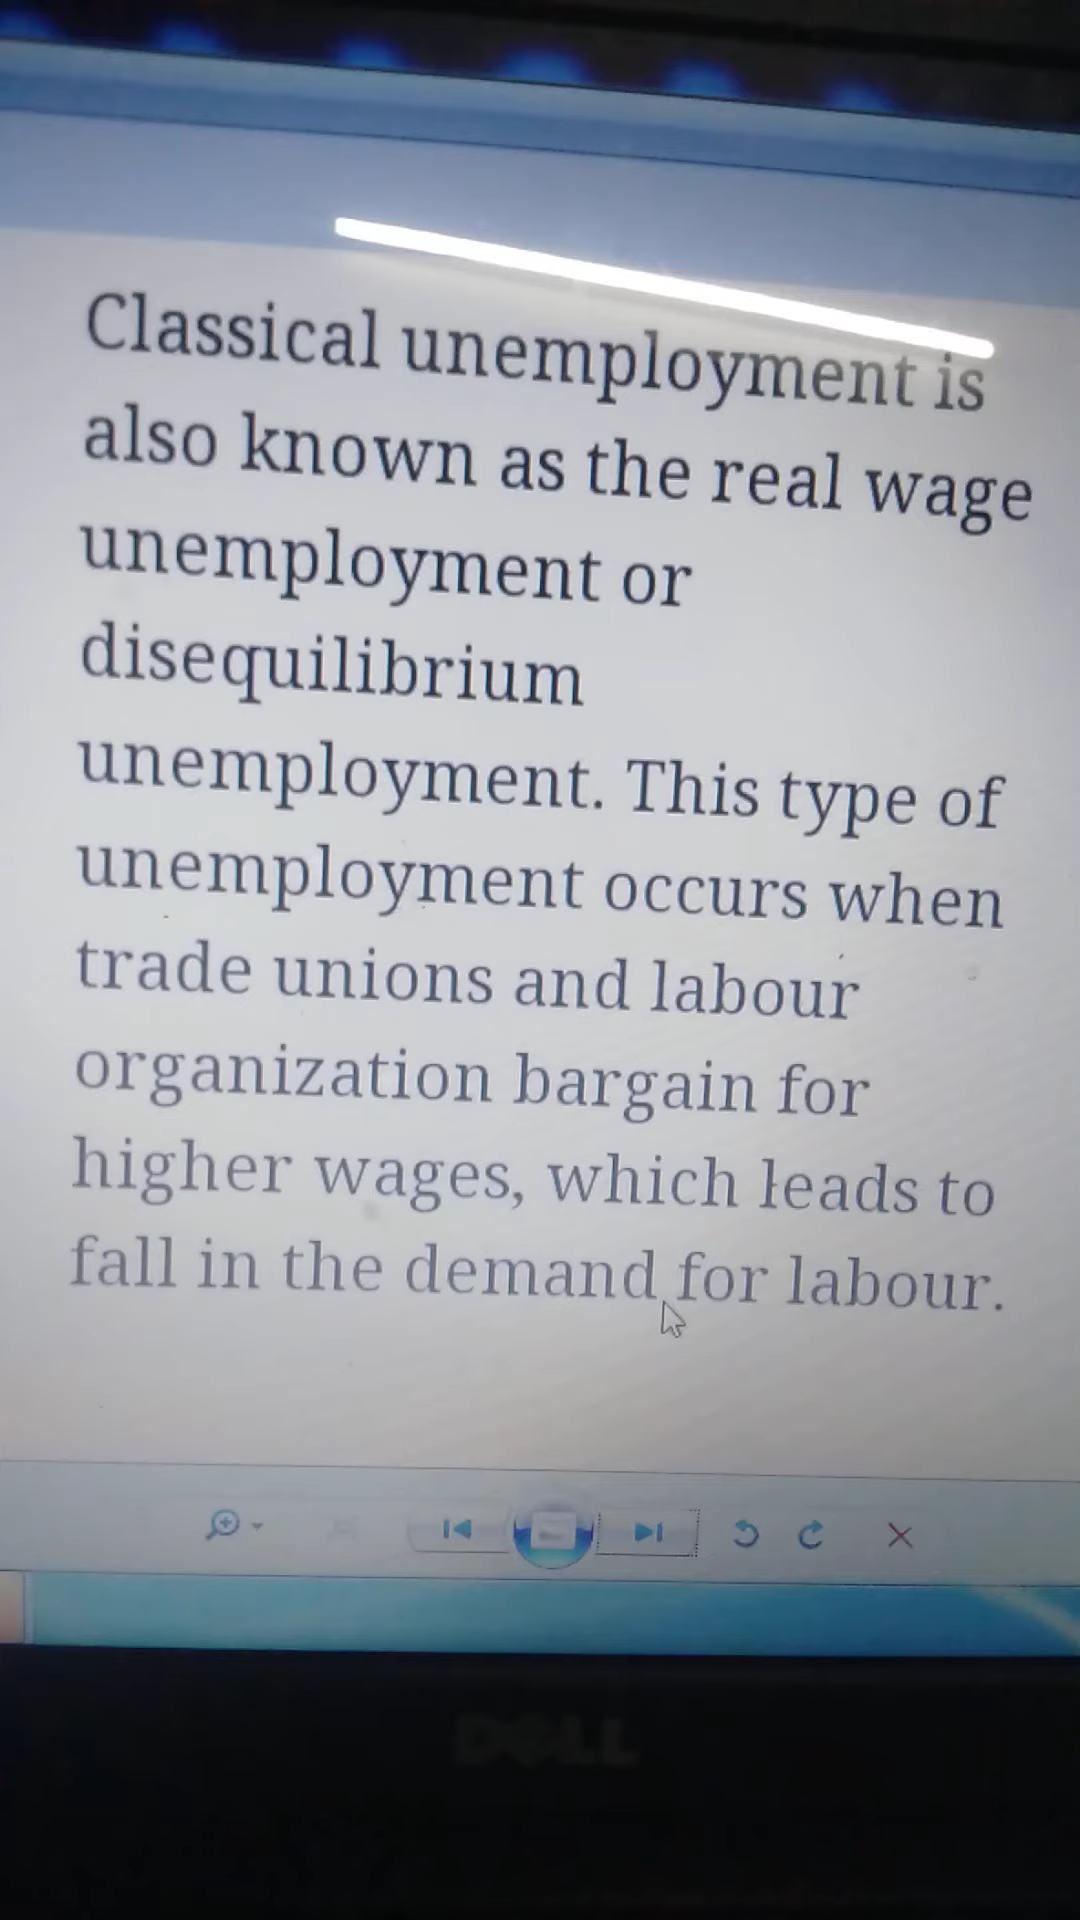 Classical unemployment is
also known as the real wage
unemployment or
disequilibrium
unemployment. This type of
unemployment occurs when
trade unions and labour
organization bargain for
higher wages, which leads to
fall in the demand for labour.
DELL